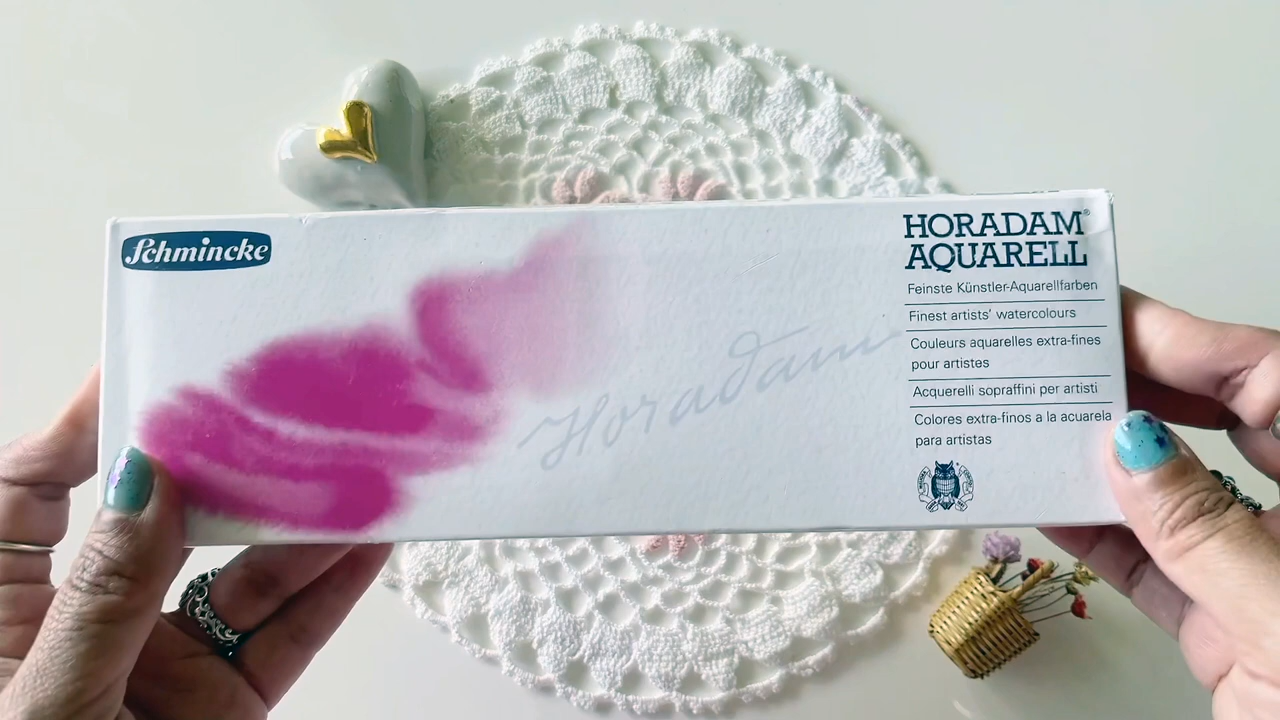 Schmincke
HORADAM®
AQUARELL
Feinste Künstler-Aquarellfarben
Finest artists' watercolours
Couleurs aquarelles extra-fines
pour artistes
Acquerelli sopraffini per artisti
Colores extra-finos a la acuarela
para artistas
Horadam